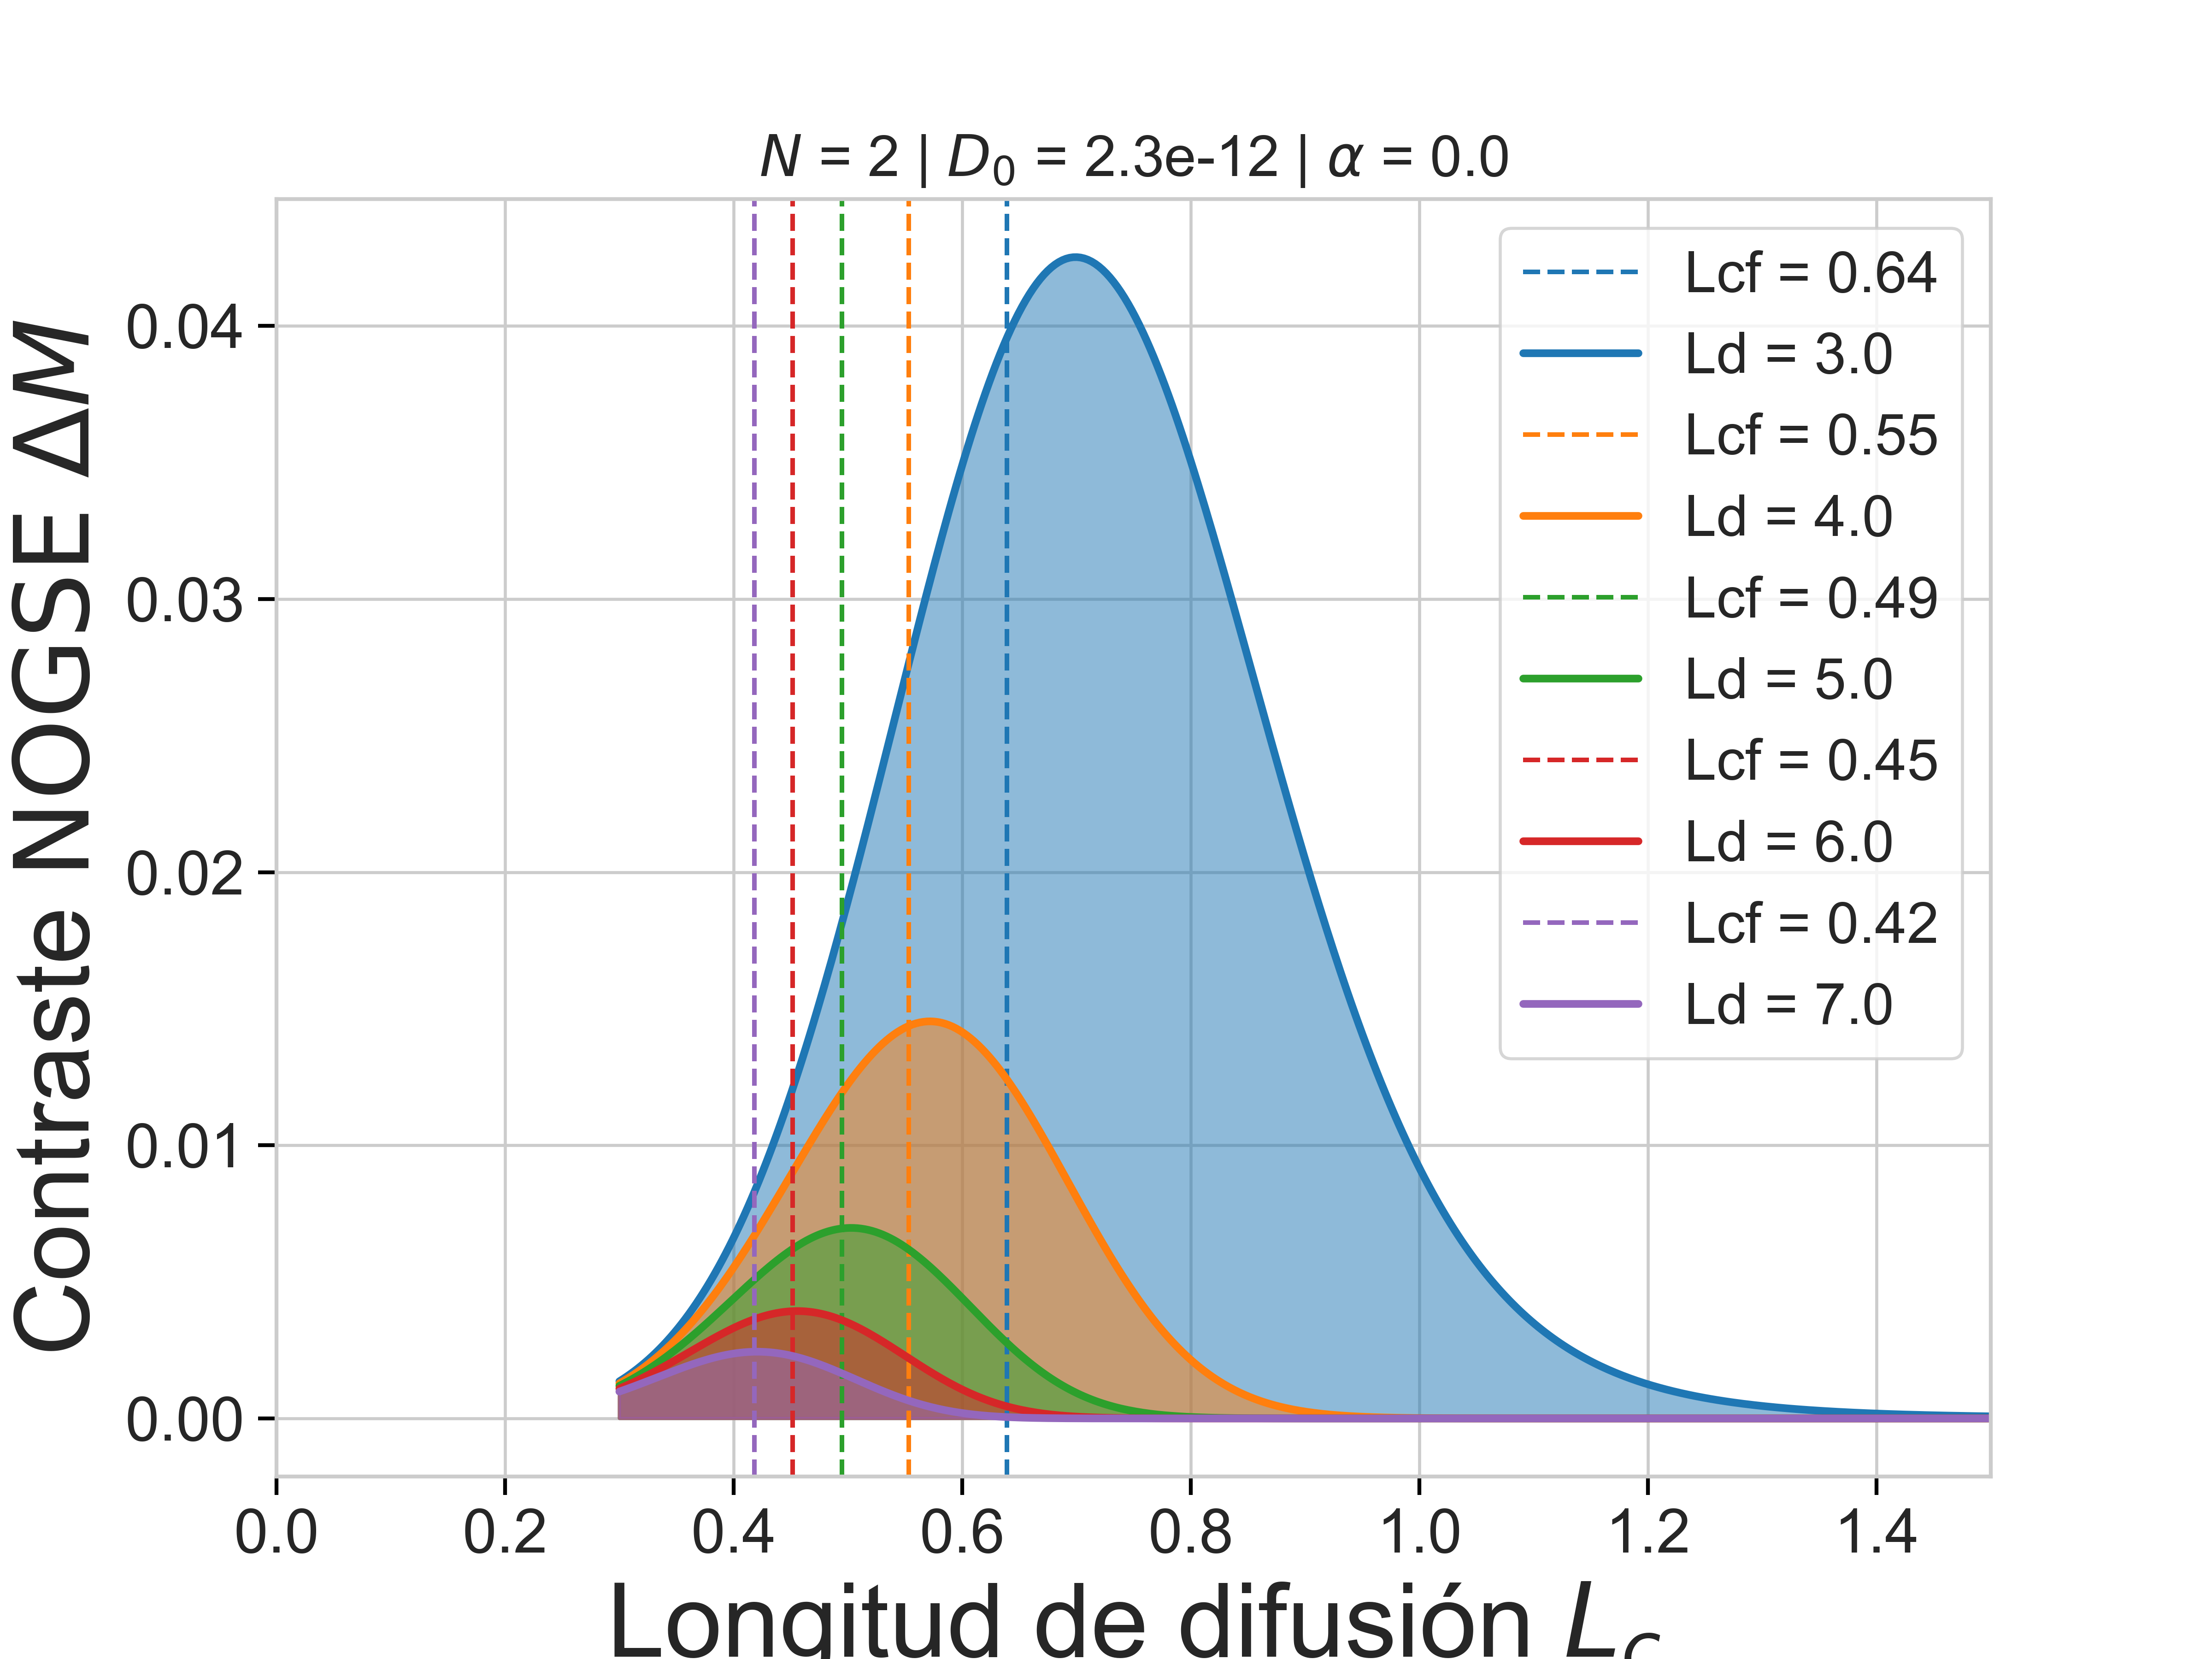 N = 2 | D₀ = 2.3e-12 | α = 0.0
Contraste NOGSE ΔM
0.04
0.03
0.02
0.01
0.00
0.0 0.2 0.4 0.6 0.8 1.0 1.2 1.4
Longitud de difusión L_C
Lcf = 0.64
Ld = 3.0
Lcf = 0.55
Ld = 4.0
Lcf = 0.49
Ld = 5.0
Lcf = 0.45
Ld = 6.0
Lcf = 0.42
Ld = 7.0